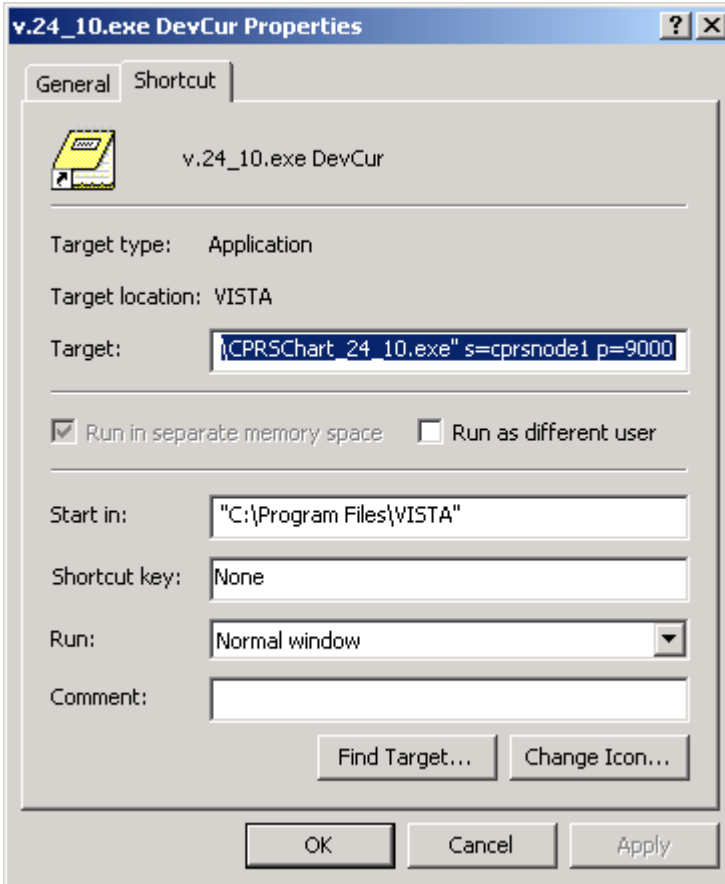 v.24_10.exe DevCur Properties
General Shortcut
v.24_10.exe DevCur
Target type: Application
Target location: VISTA
Target: \CPRSChart_24_10.exe" s=cprsnode1 p=9000
Run in separate memory space Run as different user
Start in: "C:\Program Files\VISTA"
Shortcut key: None
Run: Normal window
Comment:
Find Target... Change Icon...
OK Cancel Apply